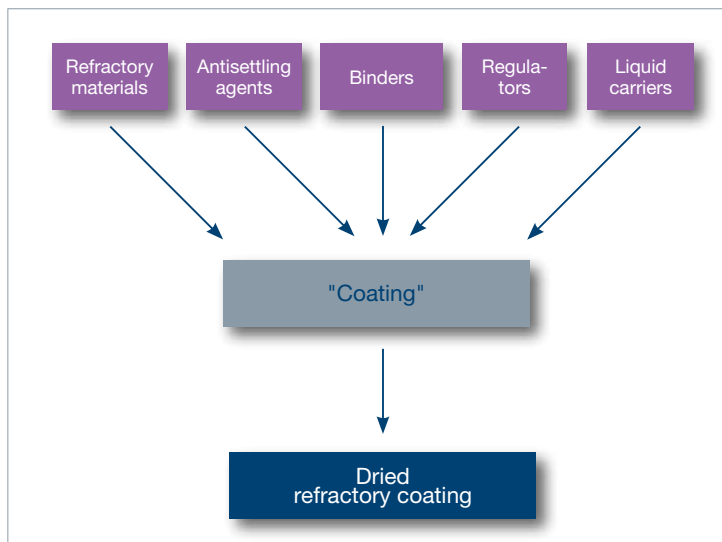 Refractory
materials
Antisettling
agents
Binders
Regula-
tors
Liquid
carriers
"Coating"
Dried
refractory coating